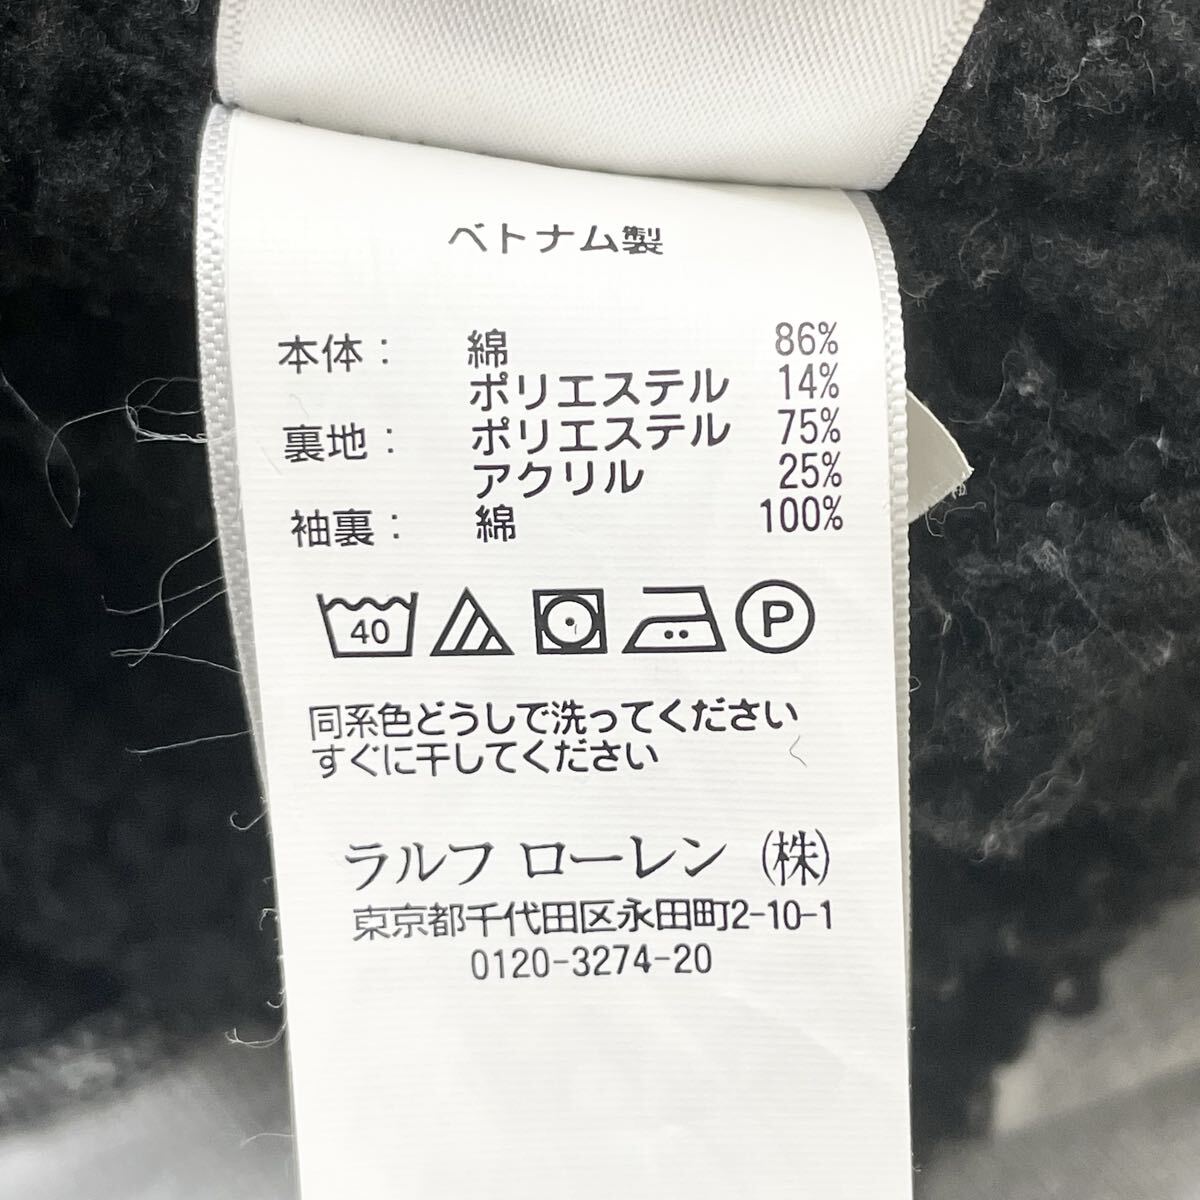 ベトナム製
本体： 綿 86%
ポリエステル 14%
裏地： ポリエステル 75%
アクリル 25%
袖裏： 綿 100%
40 P
同系色どうしで洗ってください
すぐに干してください
ラルフ ローレン (株)
東京都千代田区永田町2-10-1
0120-3274-20